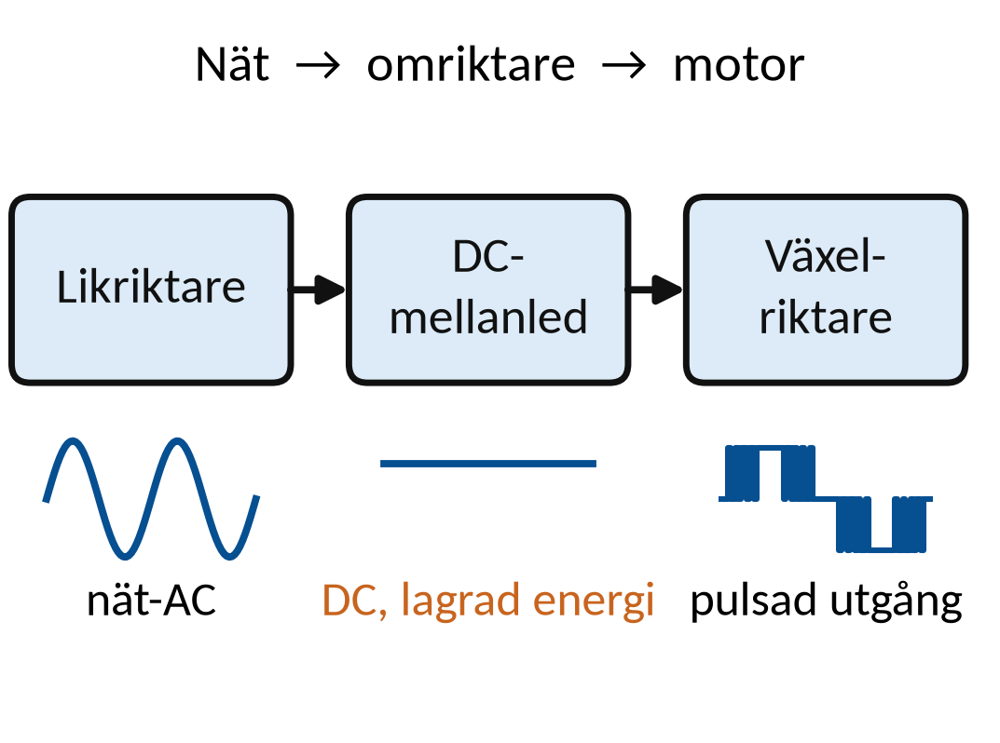 Nät → omriktare → motor
Likriktare
DC-
mellanled
Växel-
riktare
nät-AC
DC, lagrad energi
pulsad utgång